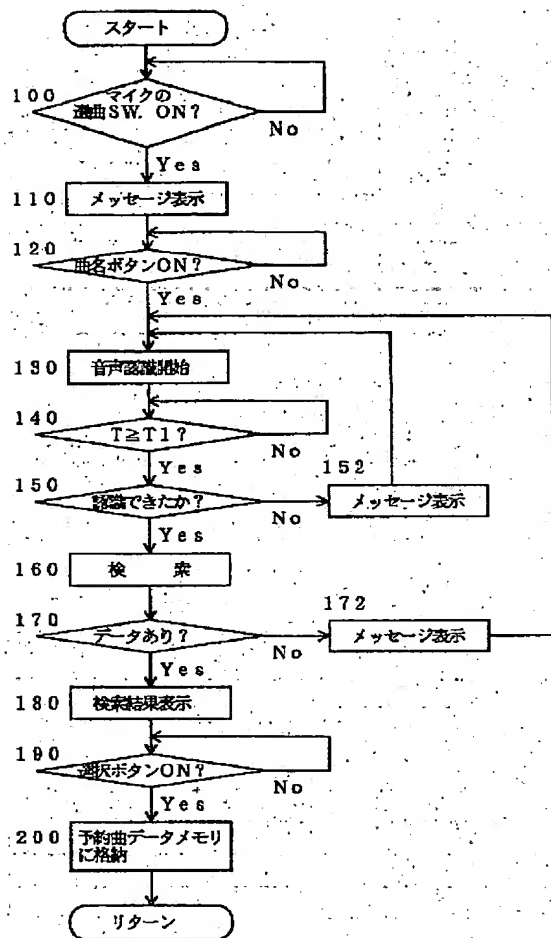 スタート
100
マイクの
選曲SW. ON?
No
Yes
110
メッセージ表示
120
曲名ボタンON?
No
Yes
130
音声認識開始
140
T≧T1?
No
Yes
150
認識できたか?
No
152
メッセージ表示
Yes
160
検 索
170
データあり?
No
172
メッセージ表示
Yes
180
検索結果表示
190
選択ボタンON?
No
Yes
200
予約曲データメモリ
に格納
リターン